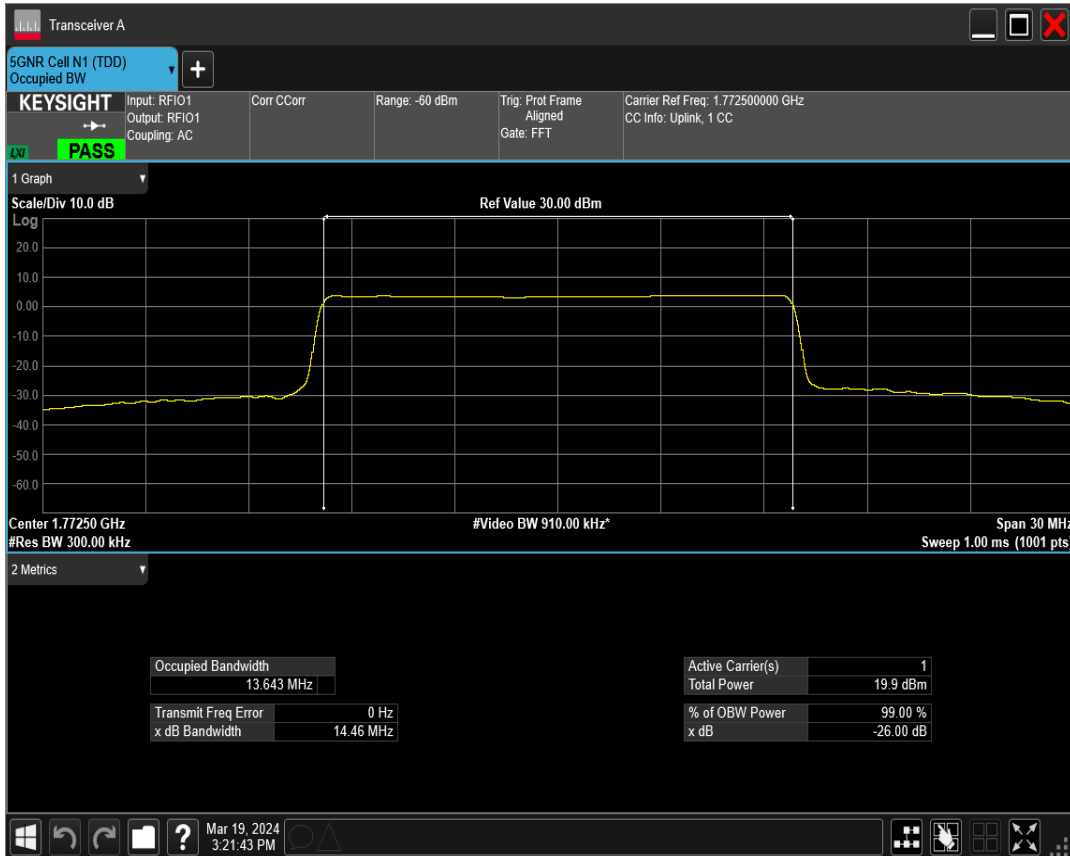 Transceiver A
5GNR Cell N1 (TDD)
Occupied BW
+
KEYSIGHT
LXI
PASS
Input: RFIO1
Output: RFIO1
Coupling: AC
Corr CCorr
Range: -60 dBm
Trig: Prot Frame
Aligned
Gate: FFT
Carrier Ref Freq: 1.772500000 GHz
CC Info: Uplink, 1 CC
1 Graph
Scale/Div 10.0 dB
Ref Value 30.00 dBm
Log
20.0
10.0
0.00
-10.0
-20.0
-30.0
-40.0
-50.0
-60.0
Center 1.77250 GHz
#Video BW 910.00 kHz*
Span 30 MHz
#Res BW 300.00 kHz
Sweep 1.00 ms (1001 pts)
2 Metrics
Occupied Bandwidth
13.643 MHz
Transmit Freq Error 0 Hz
x dB Bandwidth 14.46 MHz
Active Carrier(s) 1
Total Power 19.9 dBm
% of OBW Power 99.00 %
x dB -26.00 dB
?
Mar 19, 2024
3:21:43 PM